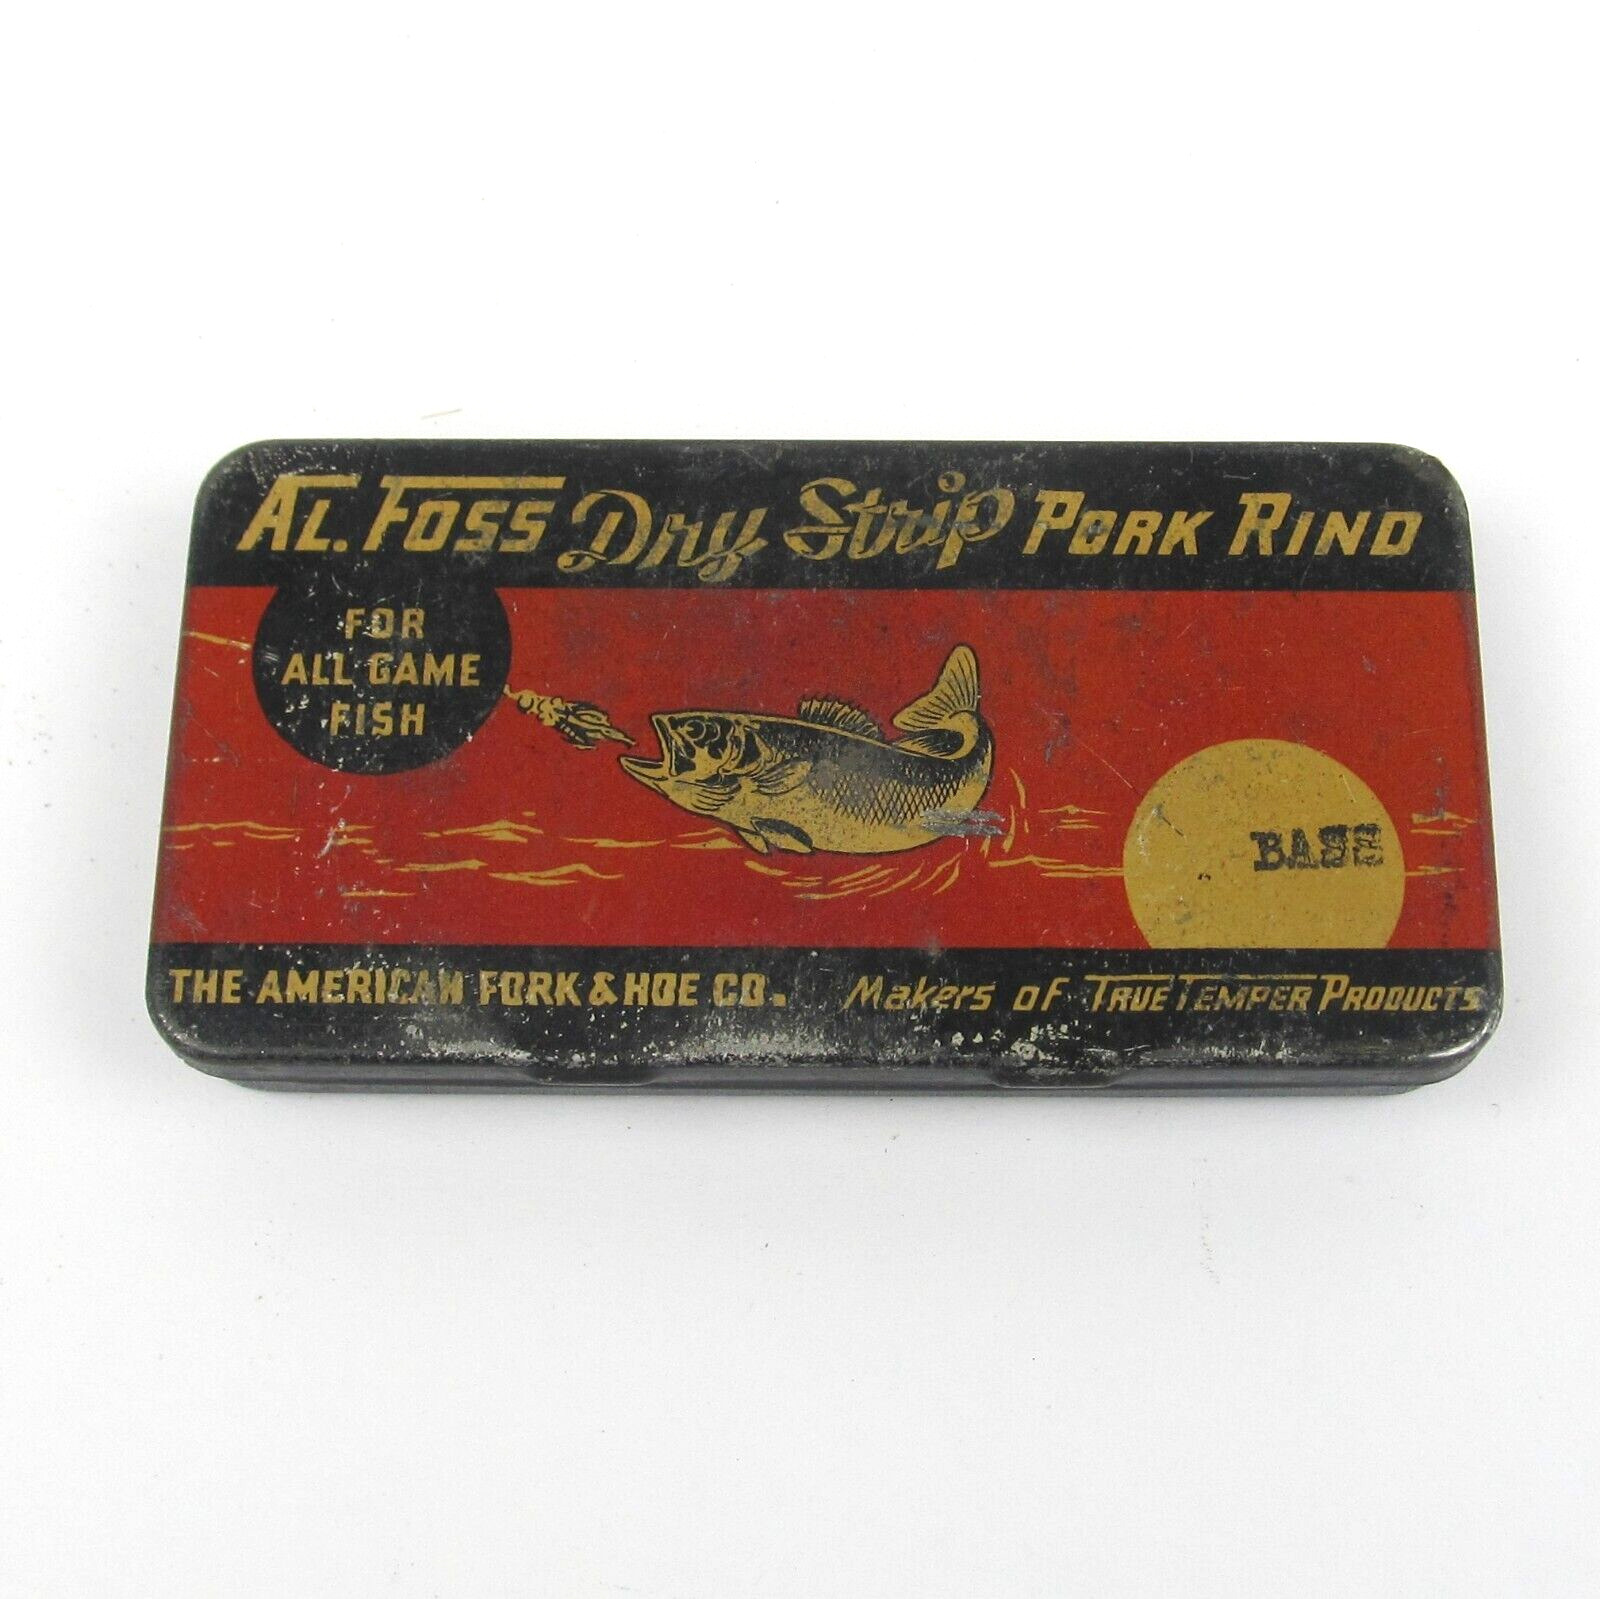 AL. FOSS Dry Strip PORK RIND
FOR
ALL GAME
FISH
BASS
THE AMERICAN FORK & HOE CO. Makers of TRUE TEMPER PRODUCTS